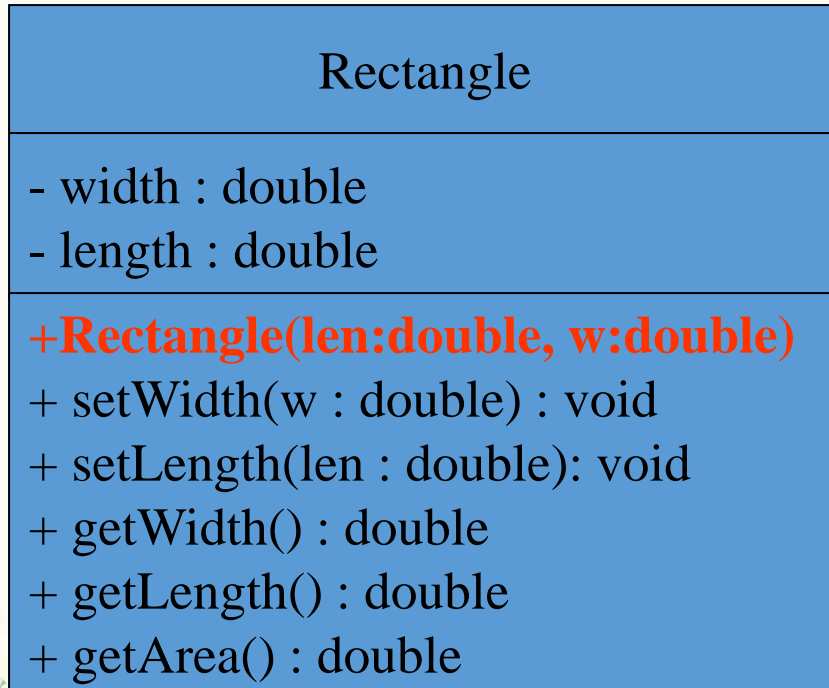 Rectangle
- width : double
- length : double
+Rectangle(len:double, w:double)
+ setWidth(w : double) : void
+ setLength(len : double): void
+ getWidth() : double
+ getLength() : double
+ getArea() : double